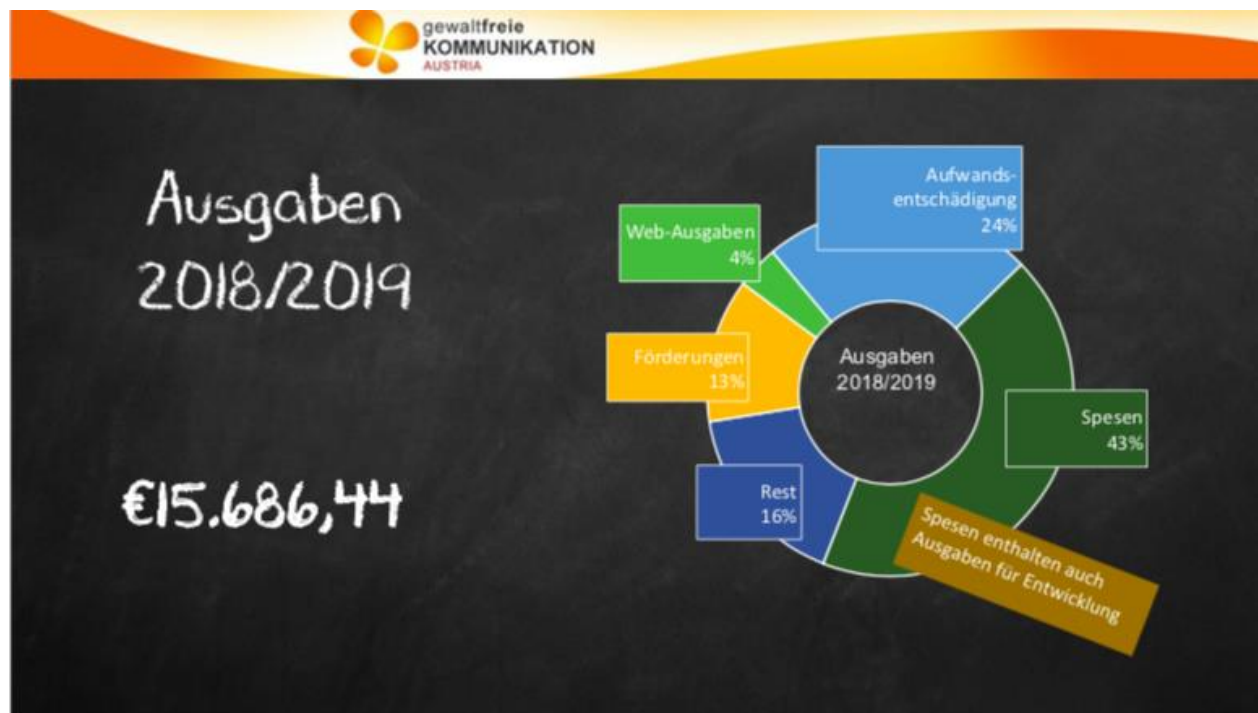 gewaltfreie
KOMMUNIKATION
AUSTRIA
Ausgaben
2018/2019
€15.686,44
Aufwands-
entschädigung
24%
Web-Ausgaben
4%
Förderungen
13%
Ausgaben
2018/2019
Spesen
43%
Rest
16%
Spesen enthalten auch
Ausgaben für Entwicklung